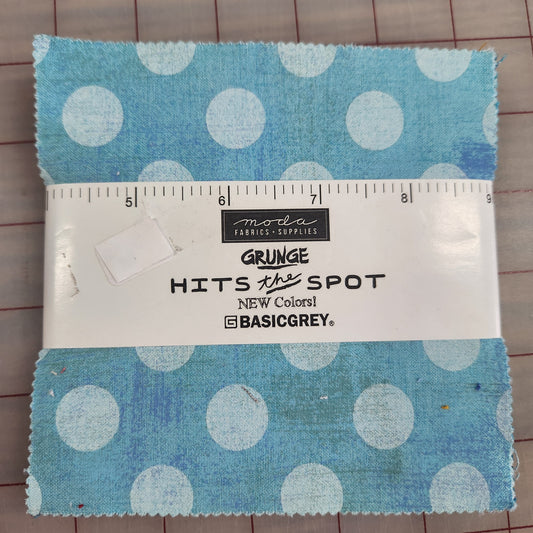 5 6 7 8 9
moda
FABRICS + SUPPLIES
GRUNGE
HITS the SPOT
NEW Colors!
BASICGREY®